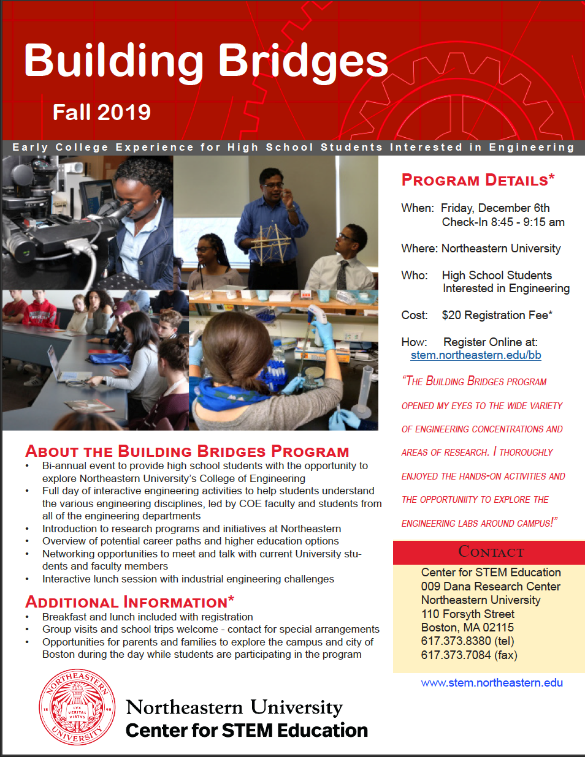 Building Bridges
Fall 2019
Early College Experience for High School Students Interested in Engineering
PROGRAM DETAILS*
When: Friday, December 6th
Check-In 8:45 - 9:15 am
Where: Northeastern University
Who: High School Students
Interested in Engineering
Cost: $20 Registration Fee*
How: Register Online at:
stem.northeastern.edu/bb
"THE BUILDING BRIDGES PROGRAM
OPENED MY EYES TO THE WIDE VARIETY
OF ENGINEERING CONCENTRATIONS AND
AREAS OF RESEARCH. I THOROUGHLY
ENJOYED THE HANDS-ON ACTIVITIES AND
THE OPPORTUNITY TO EXPLORE THE
ENGINEERING LABS AROUND CAMPUS!"
ABOUT THE BUILDING BRIDGES PROGRAM
• Bi-annual event to provide high school students with the opportunity to
explore Northeastern University's College of Engineering
• Full day of interactive engineering activities to help students understand
the various engineering disciplines, led by COE faculty and students from
all of the engineering departments
• Introduction to research programs and initiatives at Northeastern
• Overview of potential career paths and higher education options
• Networking opportunities to meet and talk with current University stu-
dents and faculty members
• Interactive lunch session with industrial engineering challenges
ADDITIONAL INFORMATION*
• Breakfast and lunch included with registration
• Group visits and school trips welcome - contact for special arrangements
• Opportunities for parents and families to explore the campus and city of
Boston during the day while students are participating in the program
CONTACT
Center for STEM Education
009 Dana Research Center
Northeastern University
110 Forsyth Street
Boston, MA 02115
617.373.8380 (tel)
617.373.7084 (fax)
www.stem.northeastern.edu
NORTHEASTERN
UNIVERSITY
Northeastern University
Center for STEM Education